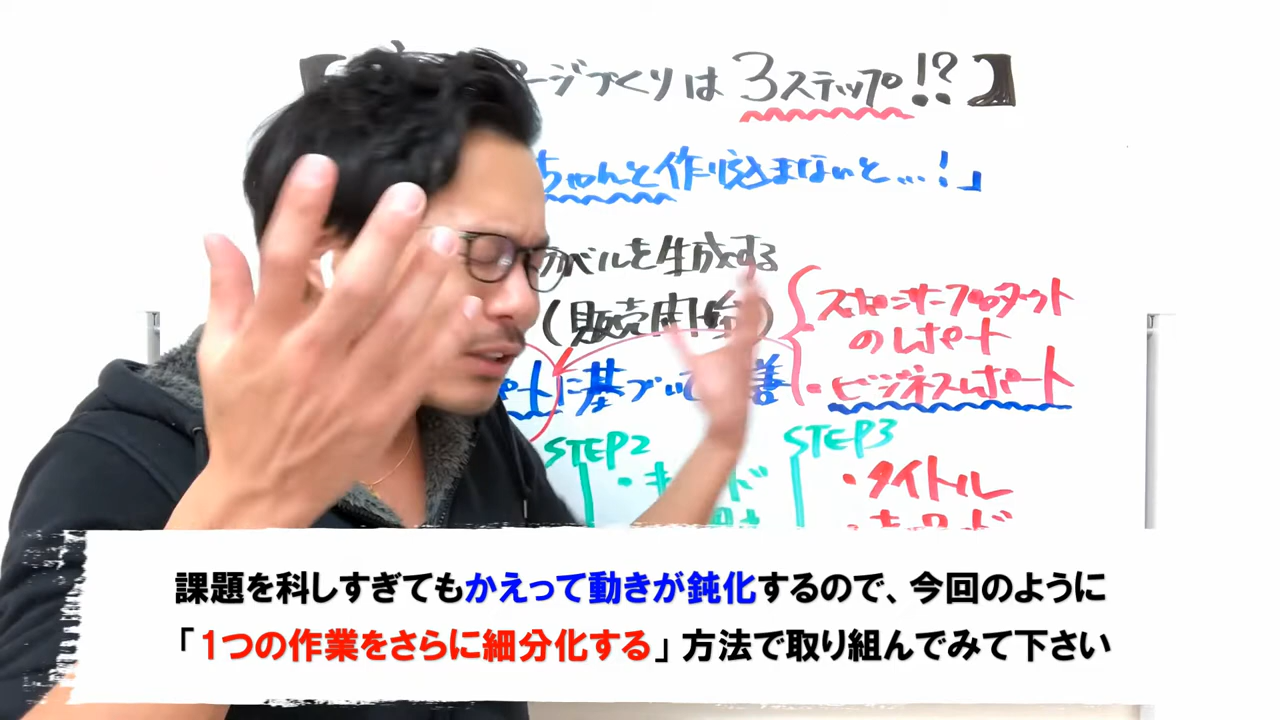 ページづくりは3ステップ!?】
ちゃんと作り込まないと...!」
ラベルを生成する
(販売開始)
スポンサープロダクト
のレポート
・ビジネスレポート
ポート に基づいて 善
STEP2
STEP3
・タイトル
課題を科しすぎてもかえって動きが鈍化するので、今回のように
「1つの作業をさらに細分化する」方法で取り組んでみて下さい